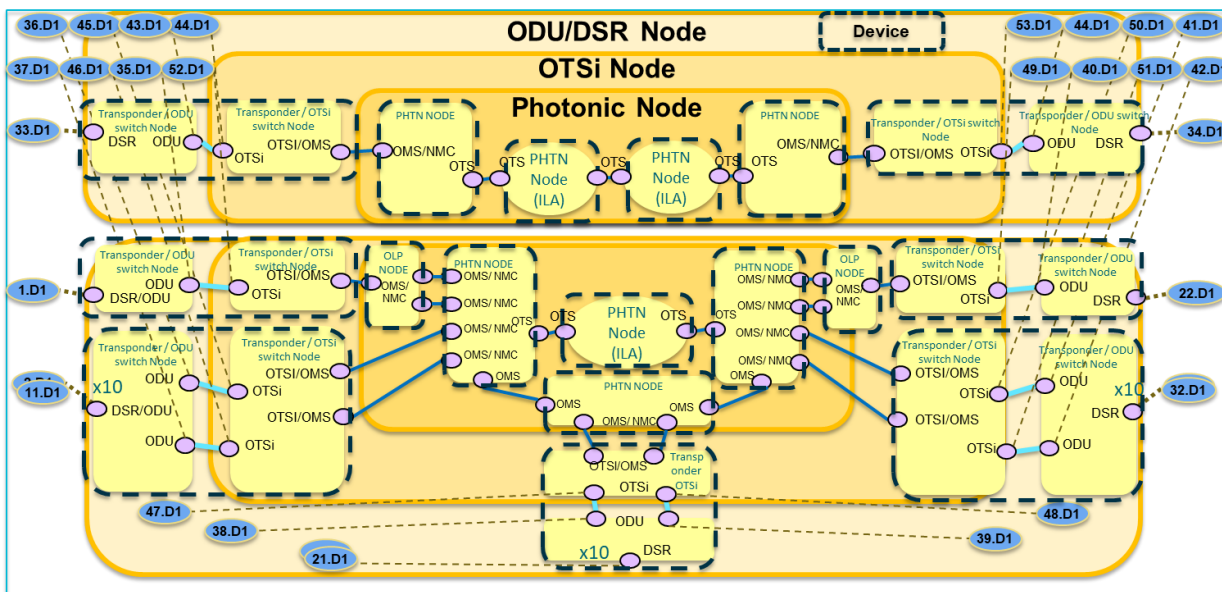 36.D1
45.D1
43.D1
44.D1
ODU/DSR Node
Device
53.D1
44.D1
50.D1
41.D1
37.D1
46.D1
35.D1
52.D1
OTSi Node
49.D1
40.D1
51.D1
42.D1
Photonic Node
33.D1
Transponder / ODU
switch Node
DSR
ODU
Transponder / OTSi
switch Node
OTSi
OTSI/OMS
PHTN NODE
OMS/NMC
OTS
OTS
PHTN
Node
(ILA)
OTS
OTS
PHTN
Node
(ILA)
OTS
OTS
PHTN NODE
OMS/NMC
Transponder / OTSi switch
Node
OTSI/OMS
OTSi
Transponder / ODU switch
Node
ODU
DSR
34.D1
1.D1
Transponder / ODU
switch Node
ODU
DSR/ODU
Transponder / OTSi
switch Node
OTSI/OMS
OTSi
OLP
NODE
OMS/
NMC
PHTN NODE
OMS/ NMC
OMS/ NMC
OMS/ NMC
OMS/ NMC
OTS
OMS
OTS
PHTN
Node
(ILA)
OTS
OTS
PHTN NODE
OMS/ NMC
OMS/ NMC
OMS/ NMC
OMS/ NMC
OMS
OLP
NODE
OMS/
NMC
Transponder / OTSi
switch Node
OTSI/OMS
OTSi
Transponder / ODU
switch Node
ODU
DSR
22.D1
11.D1
Transponder / ODU
switch Node
x10
ODU
DSR/ODU
ODU
Transponder / OTSi
switch Node
OTSI/OMS
OTSi
OTSI/OMS
OTSi
PHTN NODE
OMS
OMS
OMS/ NMC
Transponder / OTSi
switch Node
OTSI/OMS
OTSi
OTSI/OMS
OTSi
Transponder / ODU
switch Node
ODU
x10
DSR
ODU
32.D1
OTSI/OMS
Transp
onder
OTSi
OTSi
ODU
x10
DSR
47.D1
38.D1
21.D1
48.D1
39.D1